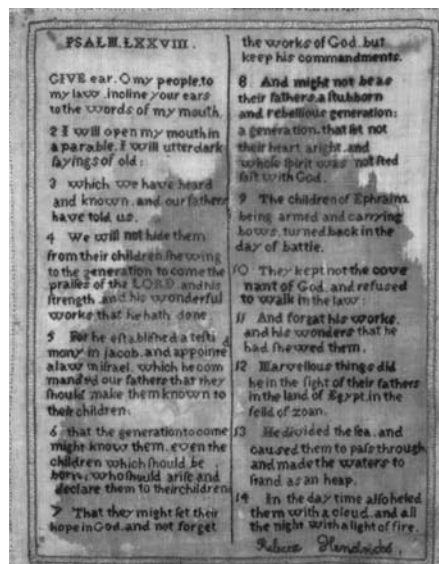 PSALM. LXXVIII.
GIVE ear. O my people. to
my law. incline your ears
to the words of my mouth.
2 I will open my mouth in
a parable. I will utter dark
ſayings of old:
3 which we have heard
and known. and our fathers
have told us.
4 We will not hide them
from their children. ſhewing
to the generation to come the
praiſes of the LORD. and his
ſtrength. and his wonderful
works that he hath done
5 For he eſtabliſhed a teſti
mony in jacob. and appointe d
a law in iſrael. which he com
manded our fathers that they
ſhould make them known to
their children.
6 that the generation to come
might know them. even the
children which ſhould be
born. who ſhould ariſe and
declare them to their children
7 That they might ſet their
hope in God. and not forget
the works of God. but
keep his commandments.
8 And might not be as
their fathers. a ſtubborn
and rebellious generation:
a generation. that ſet not
their heart aright. and
whoſe ſpirit was not ſted
faſt with God.
9 The children of Ephraim.
being armed and carrying
bows. turned back in the
day of battle.
10 They kept not the cove
nant of God. and refuſed
to walk in the law:
11 And forgat his works.
and his wonders that he
had ſhewed them.
12 Marvellous things did
he in the ſight of their fathers
in the land of Egypt. in the
feild of zoan.
13 He divided the ſea. and
cauſed them to paſs through
and made the waters to
ſtand as an heap.
14 In the day time alſo he led
them with a cloud. and all
the night with a light of fire.
Hendricks.